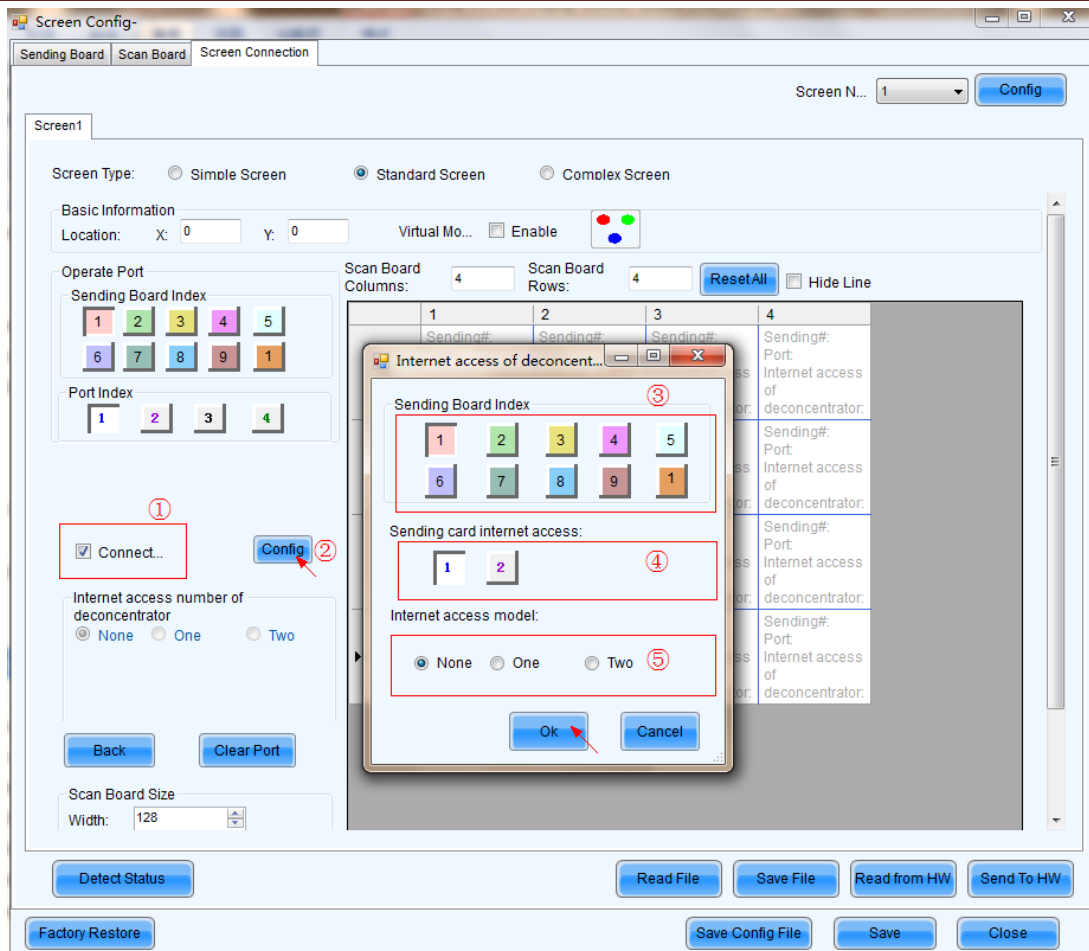 Screen Config-
Sending Board Scan Board Screen Connection
Screen N... 1 Config
Screen1
Screen Type: Simple Screen Standard Screen Complex Screen
Basic Information
Location: X: 0 Y: 0 Virtual Mo... Enable
Operate Port
Sending Board Index
1 2 3 4 5
6 7 8 9 1
Port Index
1 2 3 4
①
Connect... Config ②
Internet access number of
deconcentrator
None One Two
Back Clear Port
Scan Board Size
Width: 128
Scan Board
Columns: 4
Scan Board
Rows: 4
Reset All Hide Line
1 2 3 4
Sending#: Sending#: Sending#: Sending#:
Port:
Internet access
of
deconcentrator:
Sending#:
Port:
Internet access
of
deconcentrator:
Sending#:
Port:
Internet access
of
deconcentrator:
Sending#:
Port:
Internet access
of
deconcentrator:
Internet access of deconcent...
Sending Board Index ③
1 2 3 4 5
6 7 8 9 1
Sending card internet access:
1 2 ④
Internet access model:
None One Two ⑤
Ok Cancel
Detect Status Read File Save File Read from HW Send To HW
Factory Restore Save Config File Save Close